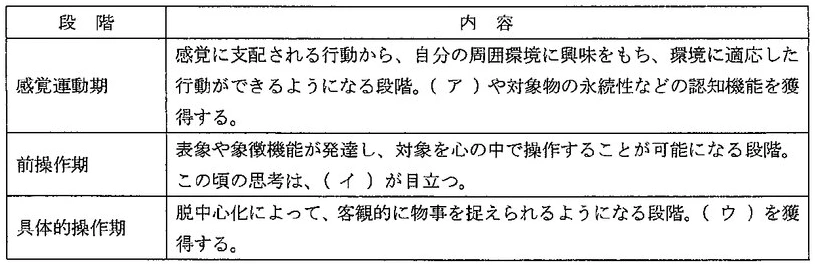 段 階
内 容
感覚運動期
感覚に支配される行動から、自分の周囲環境に興味をもち、環境に適応した
行動ができるようになる段階。( ア )や対象物の永続性などの認知機能を獲
得する。
前操作期
表象や象徴機能が発達し、対象を心の中で操作することが可能になる段階。
この頃の思考は、( イ )が目立つ。
具体的操作期
脱中心化によって、客観的に物事を捉えられるようになる段階。( ウ )を獲
得する。